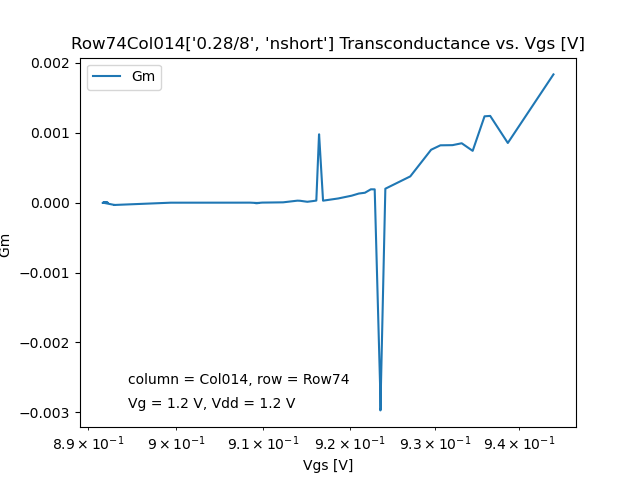 Row74Col014['0.28/8', 'nshort'] Transconductance vs. Vgs [V]
Gm
0.002
0.001
0.000
−0.001
−0.002
−0.003
Gm
column = Col014, row = Row74
Vg = 1.2 V, Vdd = 1.2 V
8.9 × 10⁻¹ 9 × 10⁻¹ 9.1 × 10⁻¹ 9.2 × 10⁻¹ 9.3 × 10⁻¹ 9.4 × 10⁻¹
Vgs [V]